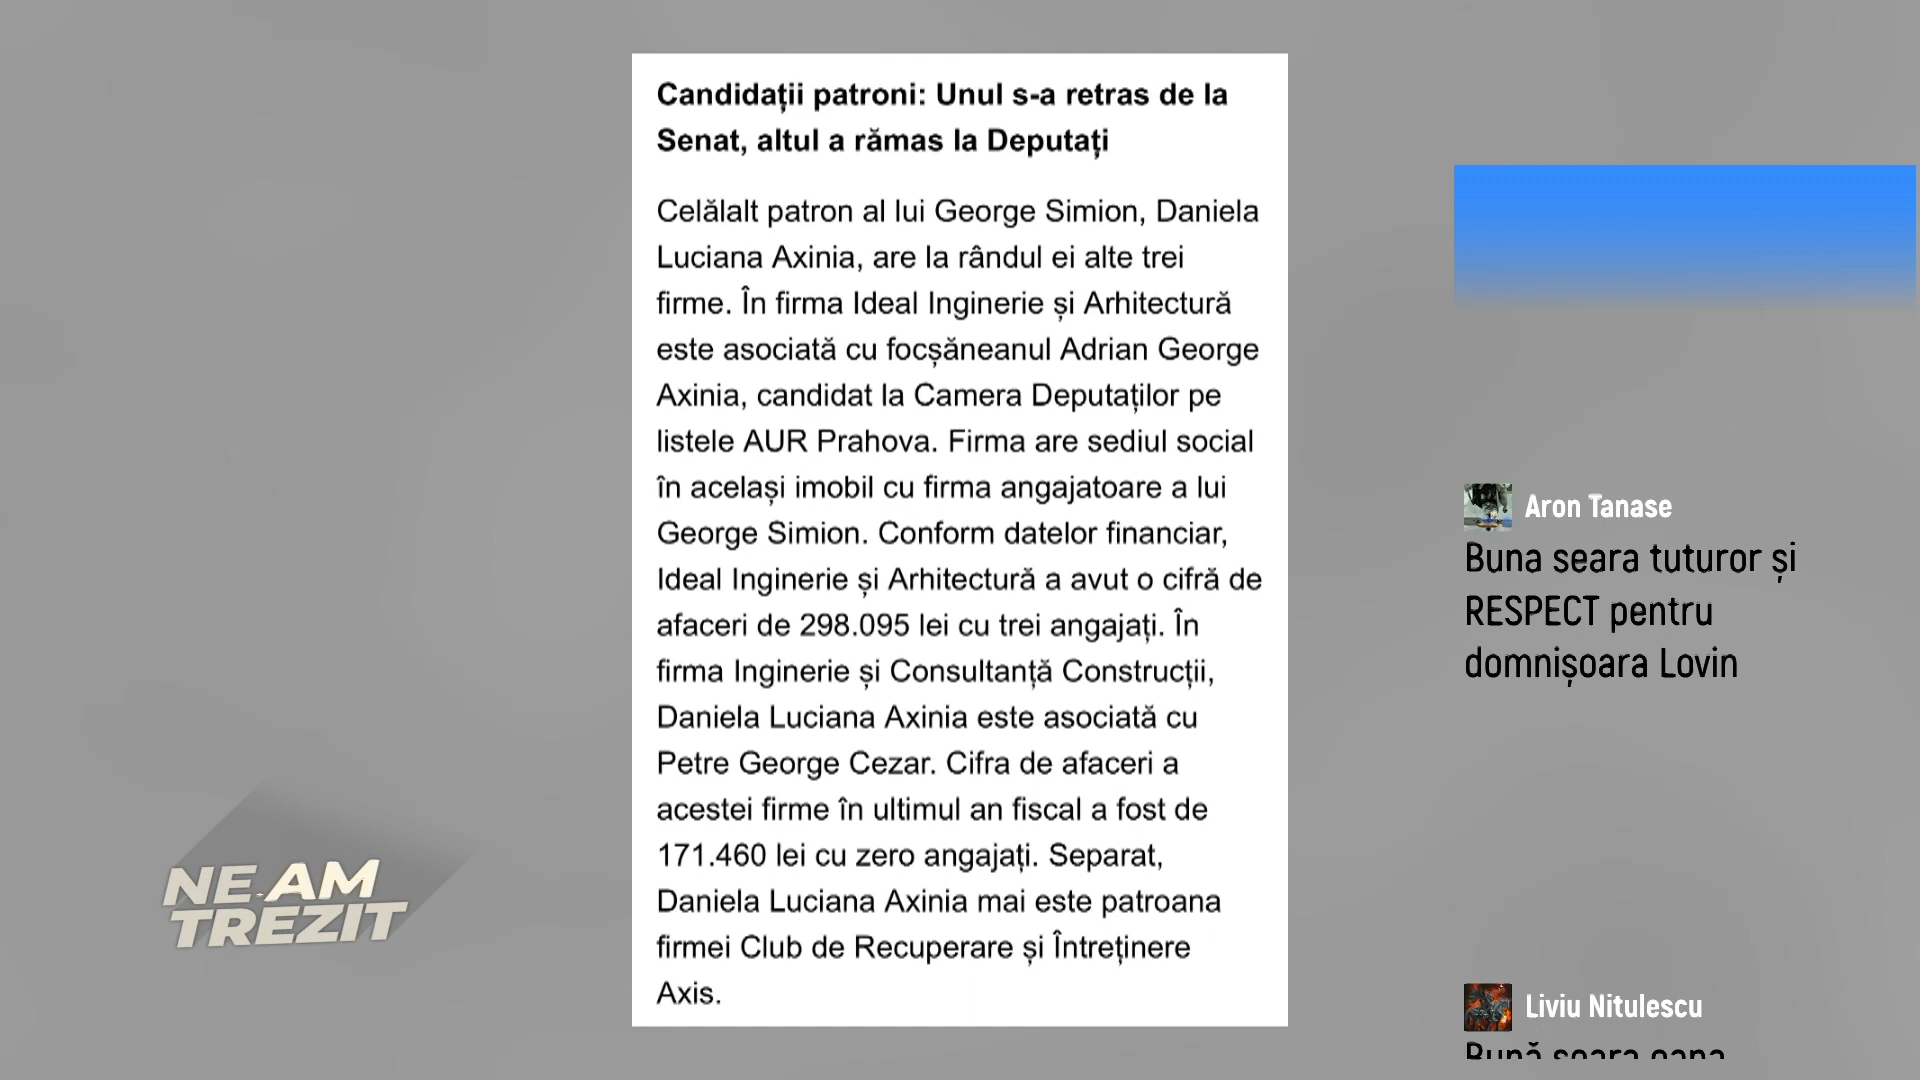 Candidații patroni: Unul s-a retras de la
Senat, altul a rămas la Deputați
Celălalt patron al lui George Simion, Daniela
Luciana Axinia, are la rândul ei alte trei
firme. În firma Ideal Inginerie și Arhitectură
este asociată cu focșăneanul Adrian George
Axinia, candidat la Camera Deputaților pe
listele AUR Prahova. Firma are sediul social
în același imobil cu firma angajatoare a lui
George Simion. Conform datelor financiar,
Ideal Inginerie și Arhitectură a avut o cifră de
afaceri de 298.095 lei cu trei angajați. În
firma Inginerie și Consultanță Construcții,
Daniela Luciana Axinia este asociată cu
Petre George Cezar. Cifra de afaceri a
acestei firme în ultimul an fiscal a fost de
171.460 lei cu zero angajați. Separat,
Daniela Luciana Axinia mai este patroana
firmei Club de Recuperare și Întreținere
Axis.
NE-AM
TREZIT
Aron Tanase
Buna seara tuturor și
RESPECT pentru
domnișoara Lovin
Liviu Nitulescu
Bună seara oana